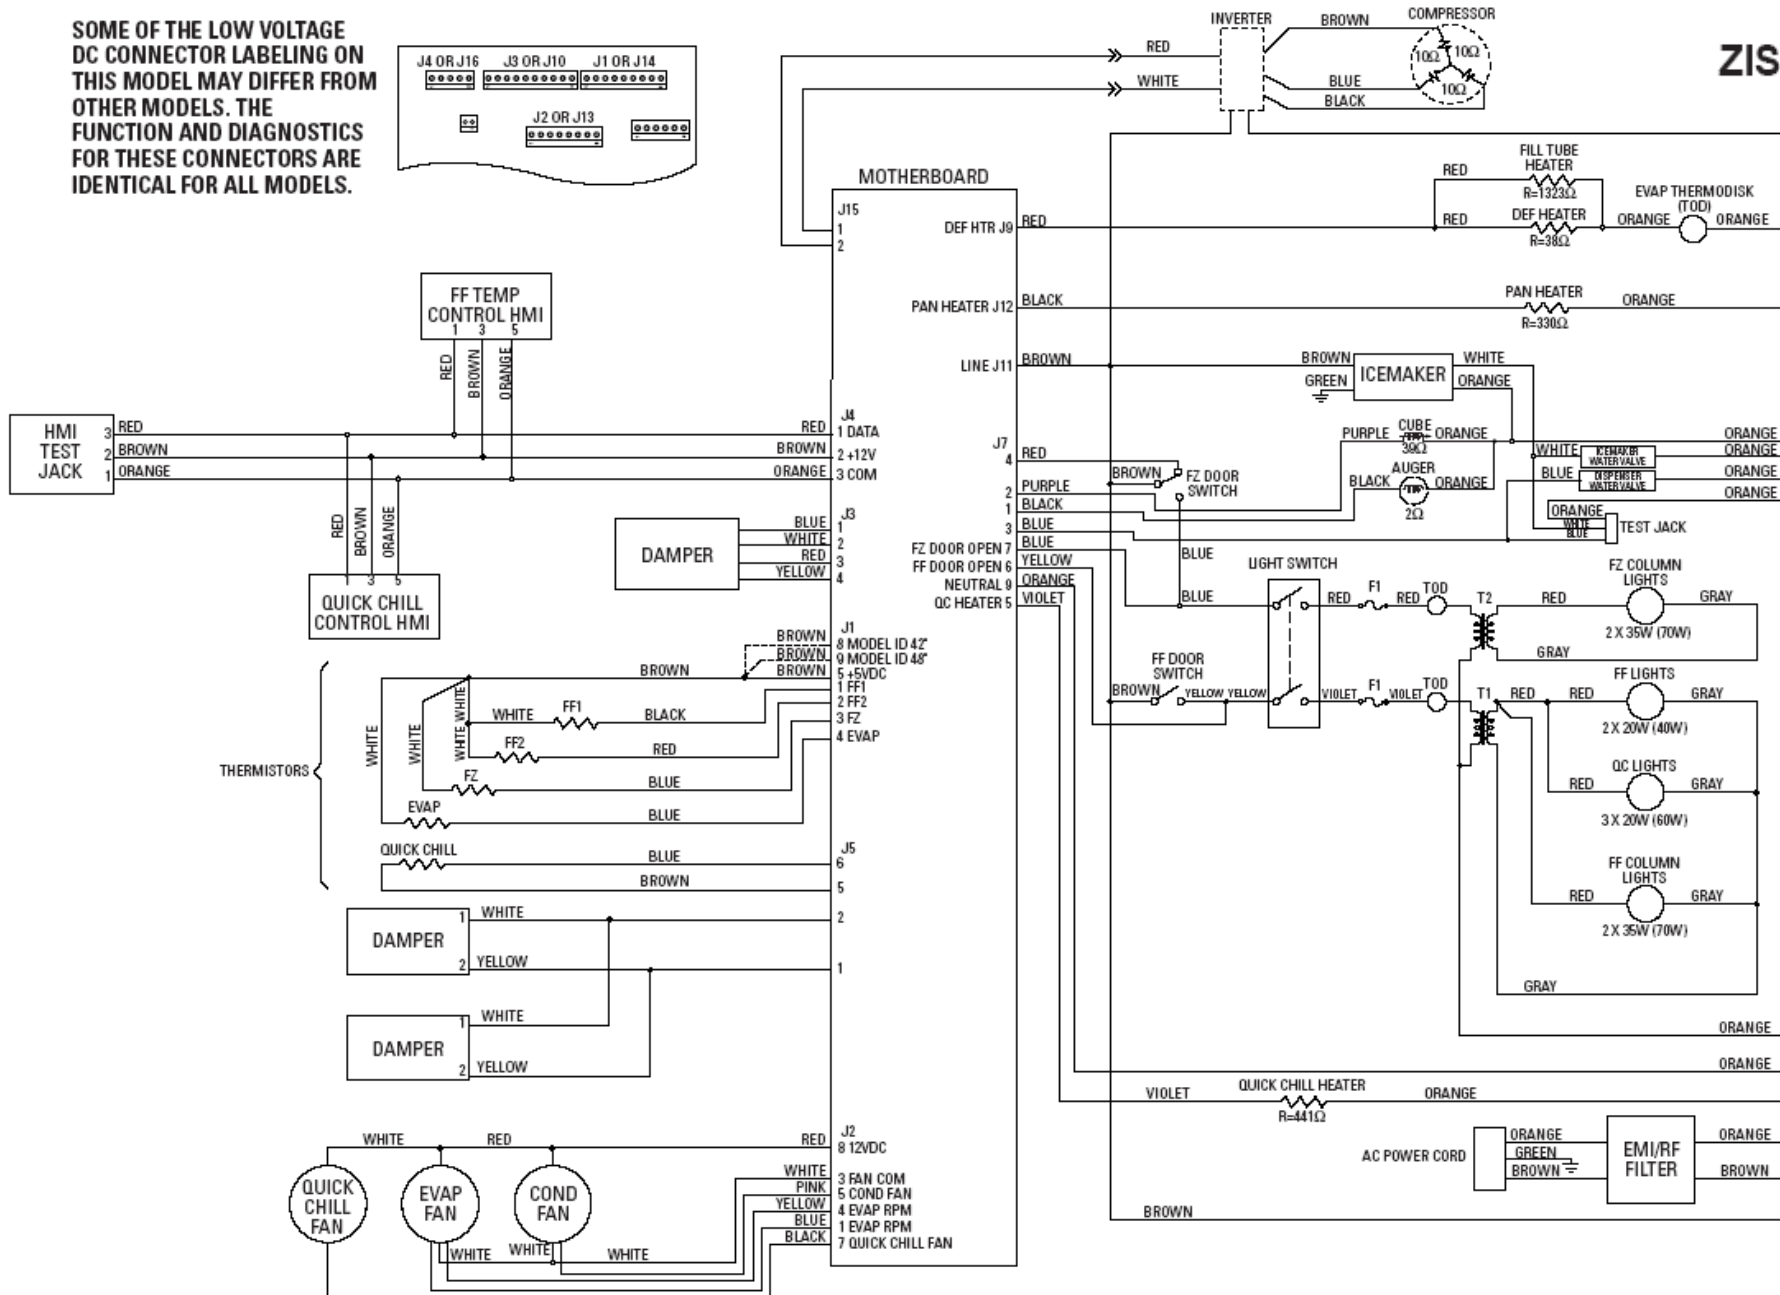 SOME OF THE LOW VOLTAGE
DC CONNECTOR LABELING ON
THIS MODEL MAY DIFFER FROM
OTHER MODELS. THE
FUNCTION AND DIAGNOSTICS
FOR THESE CONNECTORS ARE
IDENTICAL FOR ALL MODELS.
J4 OR J16
J3 OR J10
J1 OR J14
J2 OR J13
ZIS
INVERTER
BROWN
COMPRESSOR
RED
10Ω
10Ω
WHITE
BLUE
10Ω
BLACK
MOTHERBOARD
J15
1
2
DEF HTR J9
RED
FILL TUBE
HEATER
RED
R=1323Ω
RED
DEF HEATER
R=38Ω
EVAP THERMODISK
(TOD)
ORANGE
ORANGE
PAN HEATER J12
BLACK
PAN HEATER
R=330Ω
ORANGE
LINE J11
BROWN
BROWN
GREEN
ICEMAKER
WHITE
ORANGE
FF TEMP
CONTROL HMI
1 3 5
RED
BROWN
ORANGE
HMI
TEST
JACK
3
RED
2
BROWN
1
ORANGE
J4
RED
1 DATA
BROWN
2 +12V
ORANGE
3 COM
RED
BROWN
ORANGE
1 3 5
QUICK CHILL
CONTROL HMI
J7
4
RED
BROWN
FZ DOOR
SWITCH
2
PURPLE
1
BLACK
3
BLUE
FZ DOOR OPEN 7
BLUE
FF DOOR OPEN 6
YELLOW
NEUTRAL 9
ORANGE
QC HEATER 5
VIOLET
PURPLE
CUBE
39Ω
ORANGE
BLACK
AUGER
2Ω
ORANGE
ORANGE
WHITE
ICEMAKER
WATER VALVE
ORANGE
BLUE
DISPENSER
WATER VALVE
ORANGE
ORANGE
ORANGE
WHITE
BLUE
TEST JACK
DAMPER
J3
BLUE
1
WHITE
2
RED
3
YELLOW
4
BLUE
BLUE
LIGHT SWITCH
RED
F1
RED
TOD
T2
RED
FZ COLUMN
LIGHTS
GRAY
2 X 35W (70W)
GRAY
FF DOOR
SWITCH
BROWN
YELLOW
YELLOW
VIOLET
F1
VIOLET
TOD
T1
RED
RED
FF LIGHTS
GRAY
2 X 20W (40W)
QC LIGHTS
RED
GRAY
3 X 20W (60W)
FF COLUMN
LIGHTS
RED
GRAY
2 X 35W (70W)
GRAY
ORANGE
J1
BROWN
8 MODEL ID 42"
BROWN
9 MODEL ID 48"
BROWN
BROWN
5 +5VDC
1 FF1
2 FF2
3 FZ
4 EVAP
THERMISTORS
WHITE
WHITE
WHITE
WHITE
WHITE
FF1
BLACK
FF2
RED
FZ
BLUE
EVAP
BLUE
QUICK CHILL
BLUE
J5
6
BROWN
5
DAMPER
1
WHITE
2
2
YELLOW
1
DAMPER
1
WHITE
2
YELLOW
ORANGE
VIOLET
QUICK CHILL HEATER
R=441Ω
ORANGE
AC POWER CORD
ORANGE
GREEN
BROWN
EMI/RF
FILTER
ORANGE
BROWN
BROWN
WHITE
RED
RED
J2
8 12VDC
WHITE
3 FAN COM
PINK
5 COND FAN
YELLOW
4 EVAP RPM
BLUE
1 EVAP RPM
BLACK
7 QUICK CHILL FAN
QUICK
CHILL
FAN
EVAP
FAN
COND
FAN
WHITE
WHITE
WHITE